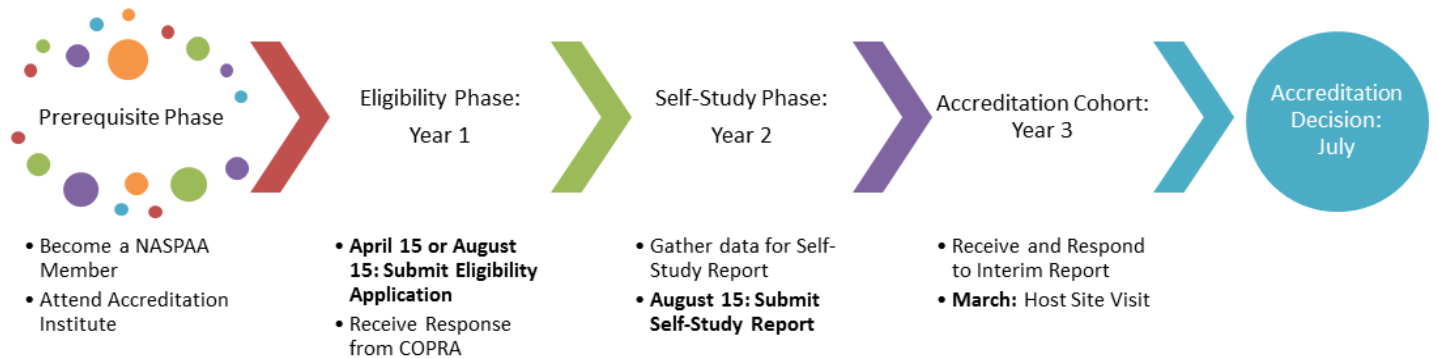 Prerequisite Phase
Eligibility Phase:
Year 1
Self-Study Phase:
Year 2
Accreditation Cohort:
Year 3
Accreditation
Decision:
July
• Become a NASPAA
Member
• Attend Accreditation
Institute
• April 15 or August
15: Submit Eligibility
Application
• Receive Response
from COPRA
• Gather data for Self-
Study Report
• August 15: Submit
Self-Study Report
• Receive and Respond
to Interim Report
• March: Host Site Visit